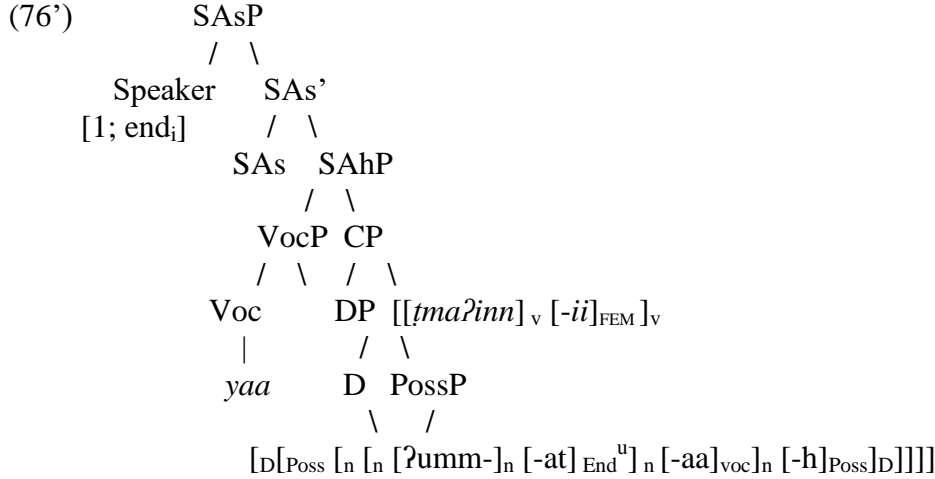 (76’) SAsP
Speaker SAs’
[1; endi]
SAs SAhP
VocP CP
Voc DP [[ṭmaʔinn] v [-ii]FEM ]v
yaa D PossP
[D[Poss [n [n [ʔumm-]n [-at] Endu] n [-aa]voc]n [-h]Poss]D]]]]